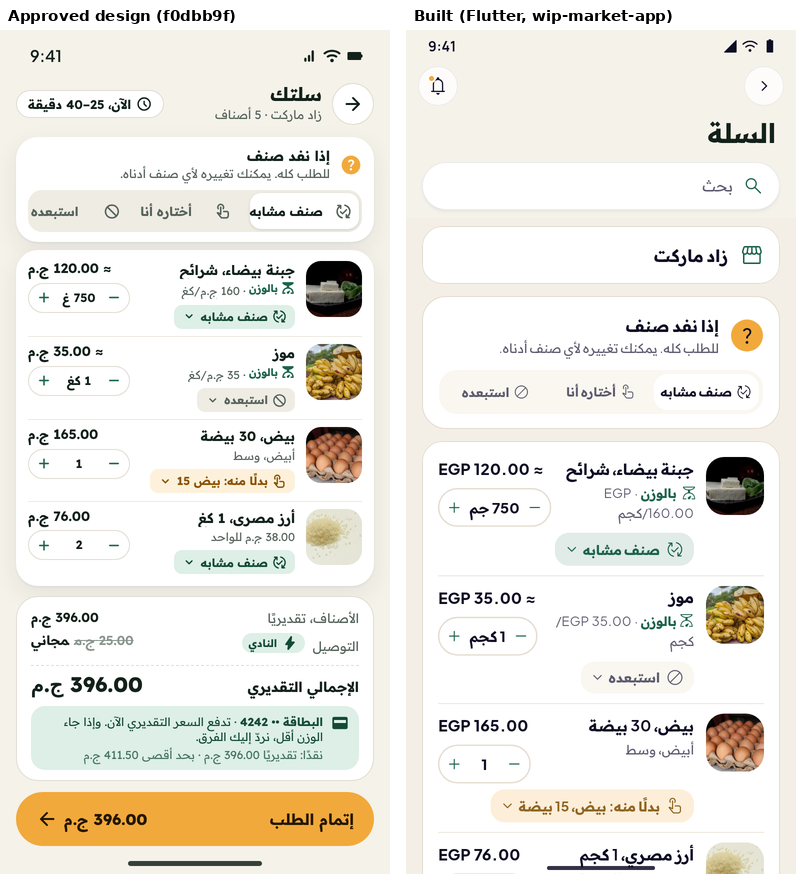 Approved design (f0dbb9f)
9:41
سلتك
زاد ماركت · 5 أصناف
الآن، 25–40 دقيقة
إذا نفد صنف
للطلب كله. يمكنك تغييره لأي صنف أدناه.
صنف مشابه
أختاره أنا
استبعده
جبنة بيضاء، شرائح
≈ 120.00 ج.م
بالوزن · 160 ج.م/كغ
750 غ
صنف مشابه
موز
≈ 35.00 ج.م
بالوزن · 35 ج.م/كغ
1 كغ
استبعده
بيض، 30 بيضة
165.00 ج.م
أبيض، وسط
1
بدلًا منه: بيض 15
أرز مصري، 1 كغ
76.00 ج.م
38.00 ج.م للواحد
2
صنف مشابه
الأصناف، تقديريًا
396.00 ج.م
التوصيل
النادي
25.00 ج.م مجاني
الإجمالي التقديري
396.00 ج.م
البطاقة •• 4242 · تدفع السعر التقديري الآن. وإذا جاء
الوزن أقل، نردّ إليك الفرق.
نقدًا: تقديريًا 396.00 ج.م · بحد أقصى 411.50 ج.م
إتمام الطلب
396.00 ج.م
Built (Flutter, wip-market-app)
9:41
السلة
بحث
زاد ماركت
?
إذا نفد صنف
للطلب كله. يمكنك تغييره لأي صنف أدناه.
صنف مشابه
أختاره أنا
استبعده
جبنة بيضاء، شرائح
EGP 120.00 ≈
بالوزن · EGP
160.00/كجم
750 جم
صنف مشابه
موز
EGP 35.00 ≈
بالوزن · EGP 35.00/
كجم
1 كجم
استبعده
بيض، 30 بيضة
EGP 165.00
أبيض، وسط
1
بدلًا منه: بيض، 15 بيضة
أرز مصري، 1 كجم
EGP 76.00